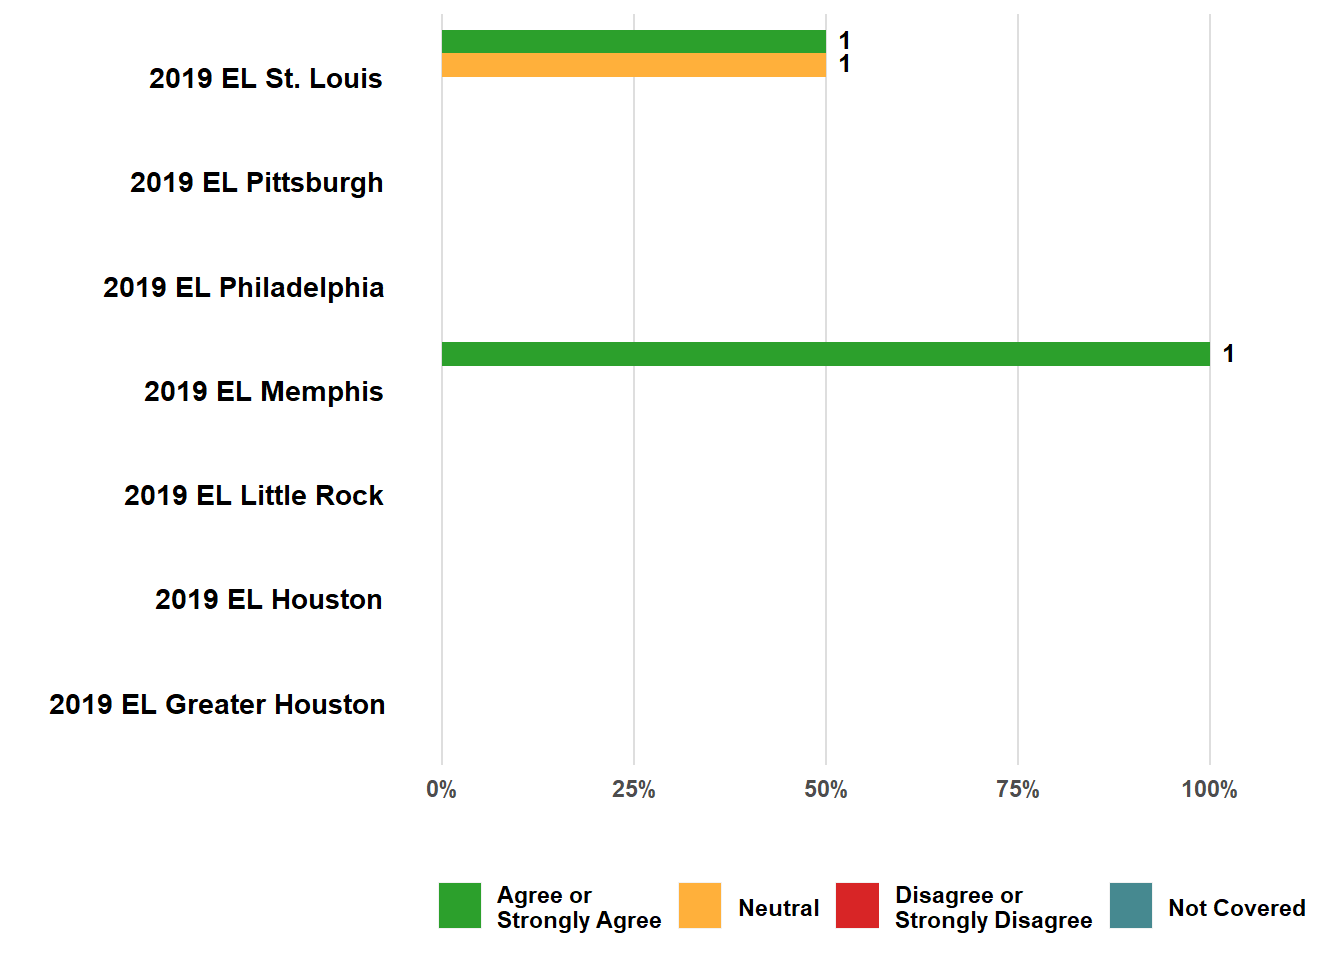 1
1
2019 EL St. Louis
2019 EL Pittsburgh
2019 EL Philadelphia
1
2019 EL Memphis
2019 EL Little Rock
2019 EL Houston
2019 EL Greater Houston
0% 25% 50% 75% 100%
Agree or
Strongly Agree
Neutral
Disagree or
Strongly Disagree
Not Covered